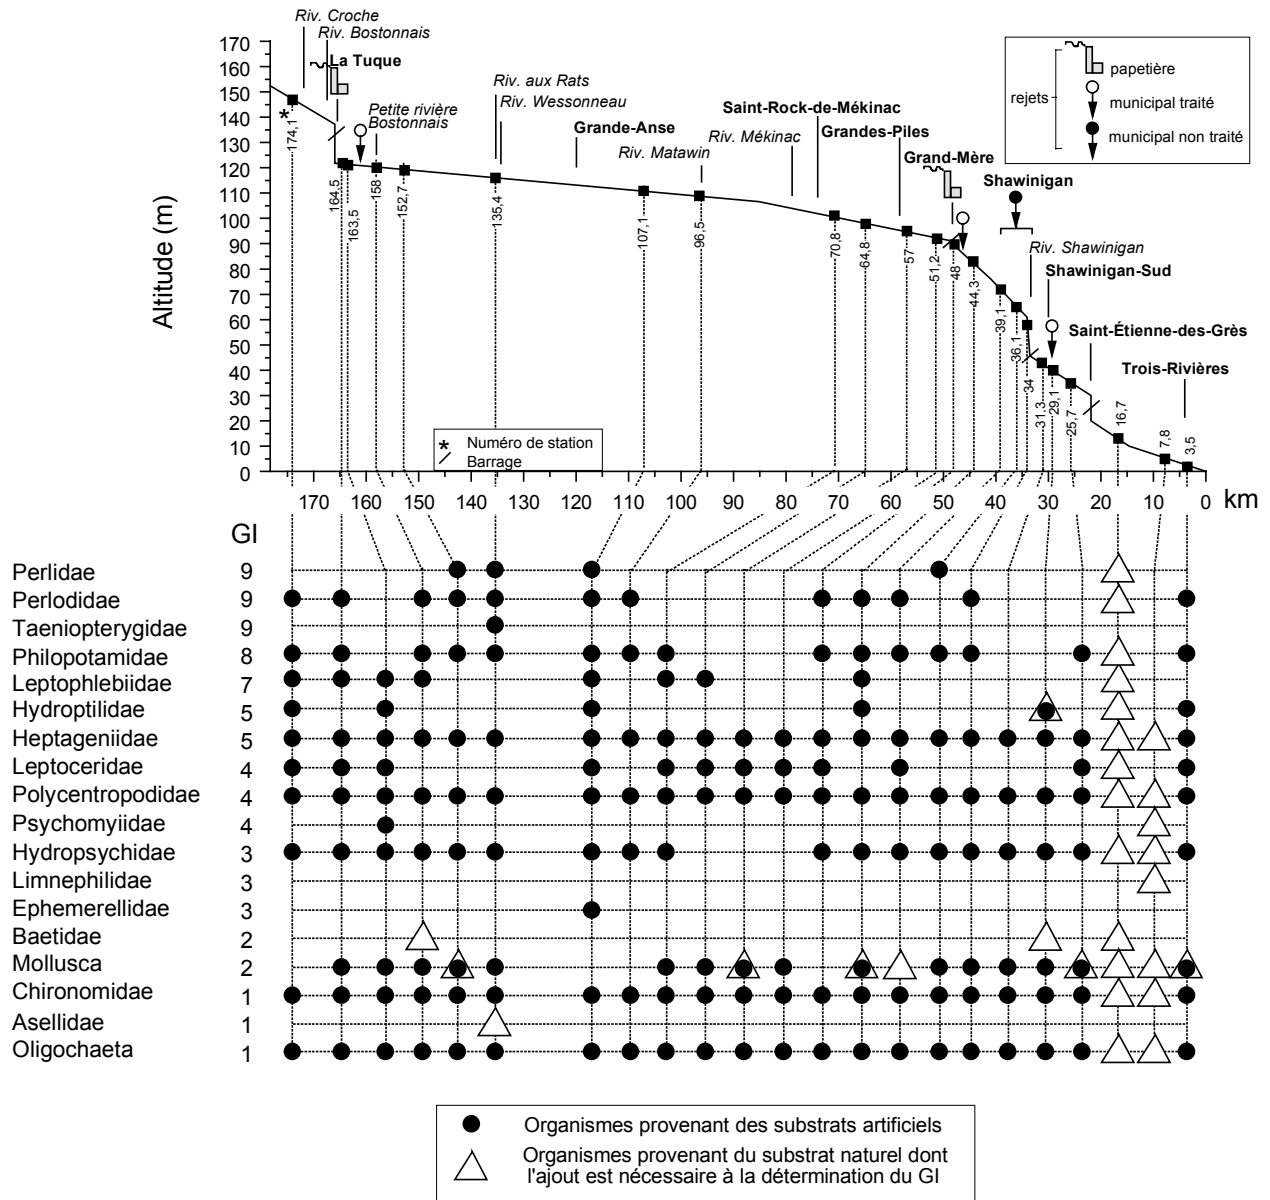 Riv. Croche
Riv. Bostonnais
La Tuque
Petite rivière
Bostonnais
Riv. aux Rats
Riv. Wessonneau
Grande-Anse
Riv. Matawin
Saint-Rock-de-Mékinac
Riv. Mékinac
Grandes-Piles
Grand-Mère
Shawinigan
Riv. Shawinigan
Shawinigan-Sud
Saint-Étienne-des-Grès
Trois-Rivières
rejets
papetière
municipal traité
municipal non traité
Altitude (m)
170
160
150
140
130
120
110
100
90
80
70
60
50
40
30
20
10
0
*
174,1
164,5
163,5
158
152,7
135,4
107,1
96,5
70,8
64,8
57
51,2
48
44,3
39,1
36,1
34
31,3
29,1
25,7
16,7
7,8
3,5
* Numéro de station
Barrage
170 160 150 140 130 120 110 100 90 80 70 60 50 40 30 20 10 0 km
GI
Perlidae 9
Perlodidae 9
Taeniopterygidae 9
Philopotamidae 8
Leptophlebiidae 7
Hydroptilidae 5
Heptageniidae 5
Leptoceridae 4
Polycentropodidae 4
Psychomyiidae 4
Hydropsychidae 3
Limnephilidae 3
Ephemerellidae 3
Baetidae 2
Mollusca 2
Chironomidae 1
Asellidae 1
Oligochaeta 1
Organismes provenant des substrats artificiels
Organismes provenant du substrat naturel dont
l'ajout est nécessaire à la détermination du GI